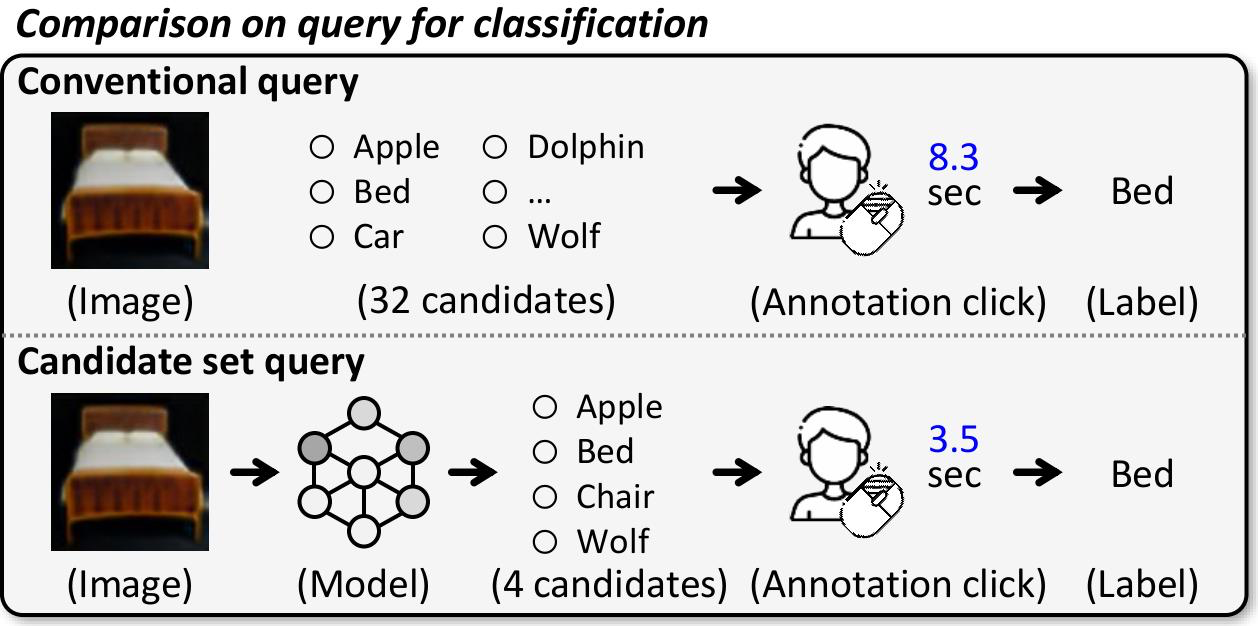 Comparison on query for classification
Conventional query
○ Apple ○ Dolphin
○ Bed ○ ...
○ Car ○ Wolf
8.3
sec
Bed
(Image) (32 candidates) (Annotation click) (Label)
Candidate set query
○ Apple
○ Bed
○ Chair
○ Wolf
3.5
sec
Bed
(Image) (Model) (4 candidates) (Annotation click) (Label)